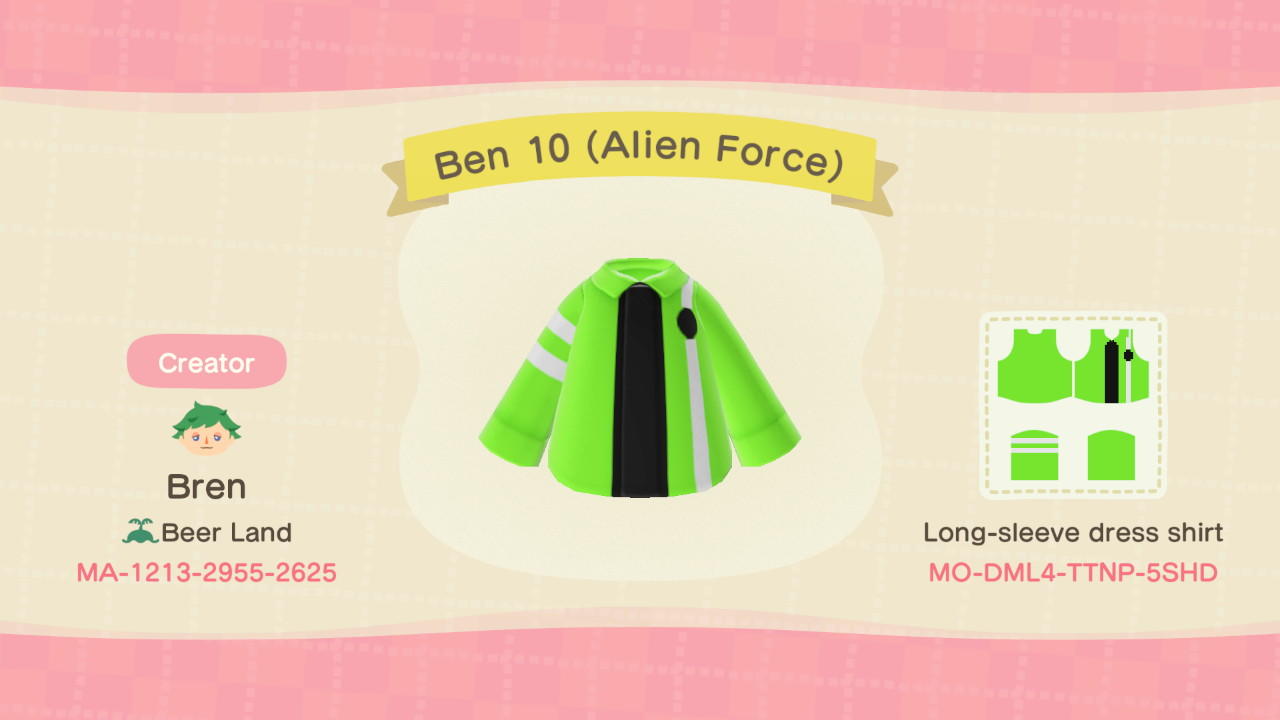 Ben 10 (Alien Force)
Creator
Bren
Beer Land
MA-1213-2955-2625
Long-sleeve dress shirt
MO-DML4-TTNP-5SHD